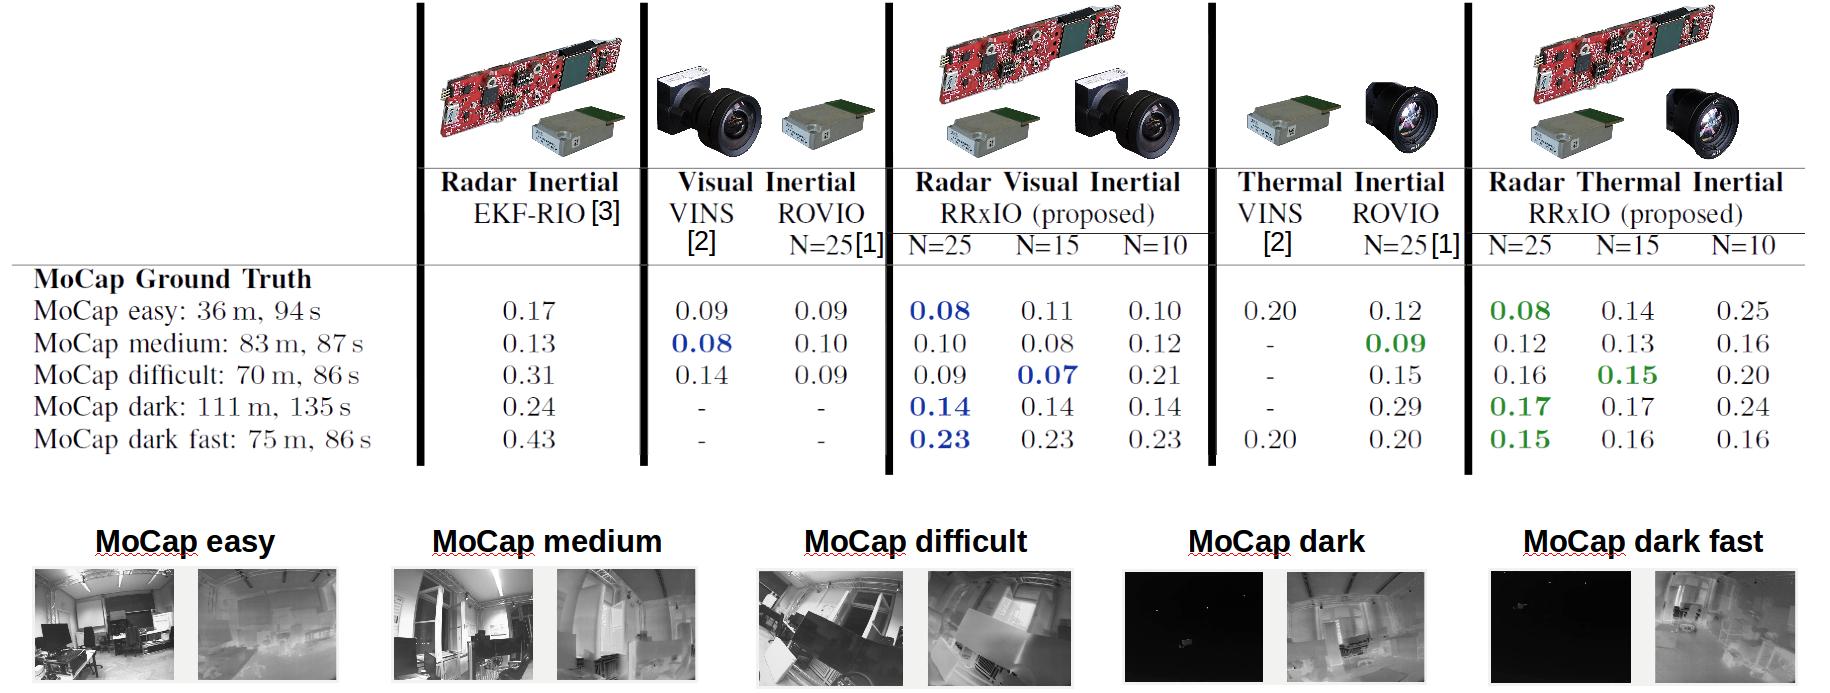 Radar Inertial Visual Inertial Radar Visual Inertial Thermal Inertial Radar Thermal Inertial
EKF-RIO [3] VINS ROVIO RRxIO (proposed) VINS ROVIO RRxIO (proposed)
[2] N=25[1] N=25 N=15 N=10 [2] N=25[1] N=25 N=15 N=10
MoCap Ground Truth
MoCap easy: 36 m, 94 s 0.17 0.09 0.09 0.08 0.11 0.10 0.20 0.12 0.08 0.14 0.25
MoCap medium: 83 m, 87 s 0.13 0.08 0.10 0.10 0.08 0.12 - 0.09 0.12 0.13 0.16
MoCap difficult: 70 m, 86 s 0.31 0.14 0.09 0.09 0.07 0.21 - 0.15 0.16 0.15 0.20
MoCap dark: 111 m, 135 s 0.24 - - 0.14 0.14 0.14 - 0.29 0.17 0.17 0.24
MoCap dark fast: 75 m, 86 s 0.43 - - 0.23 0.23 0.23 0.20 0.20 0.15 0.16 0.16
MoCap easy MoCap medium MoCap difficult MoCap dark MoCap dark fast